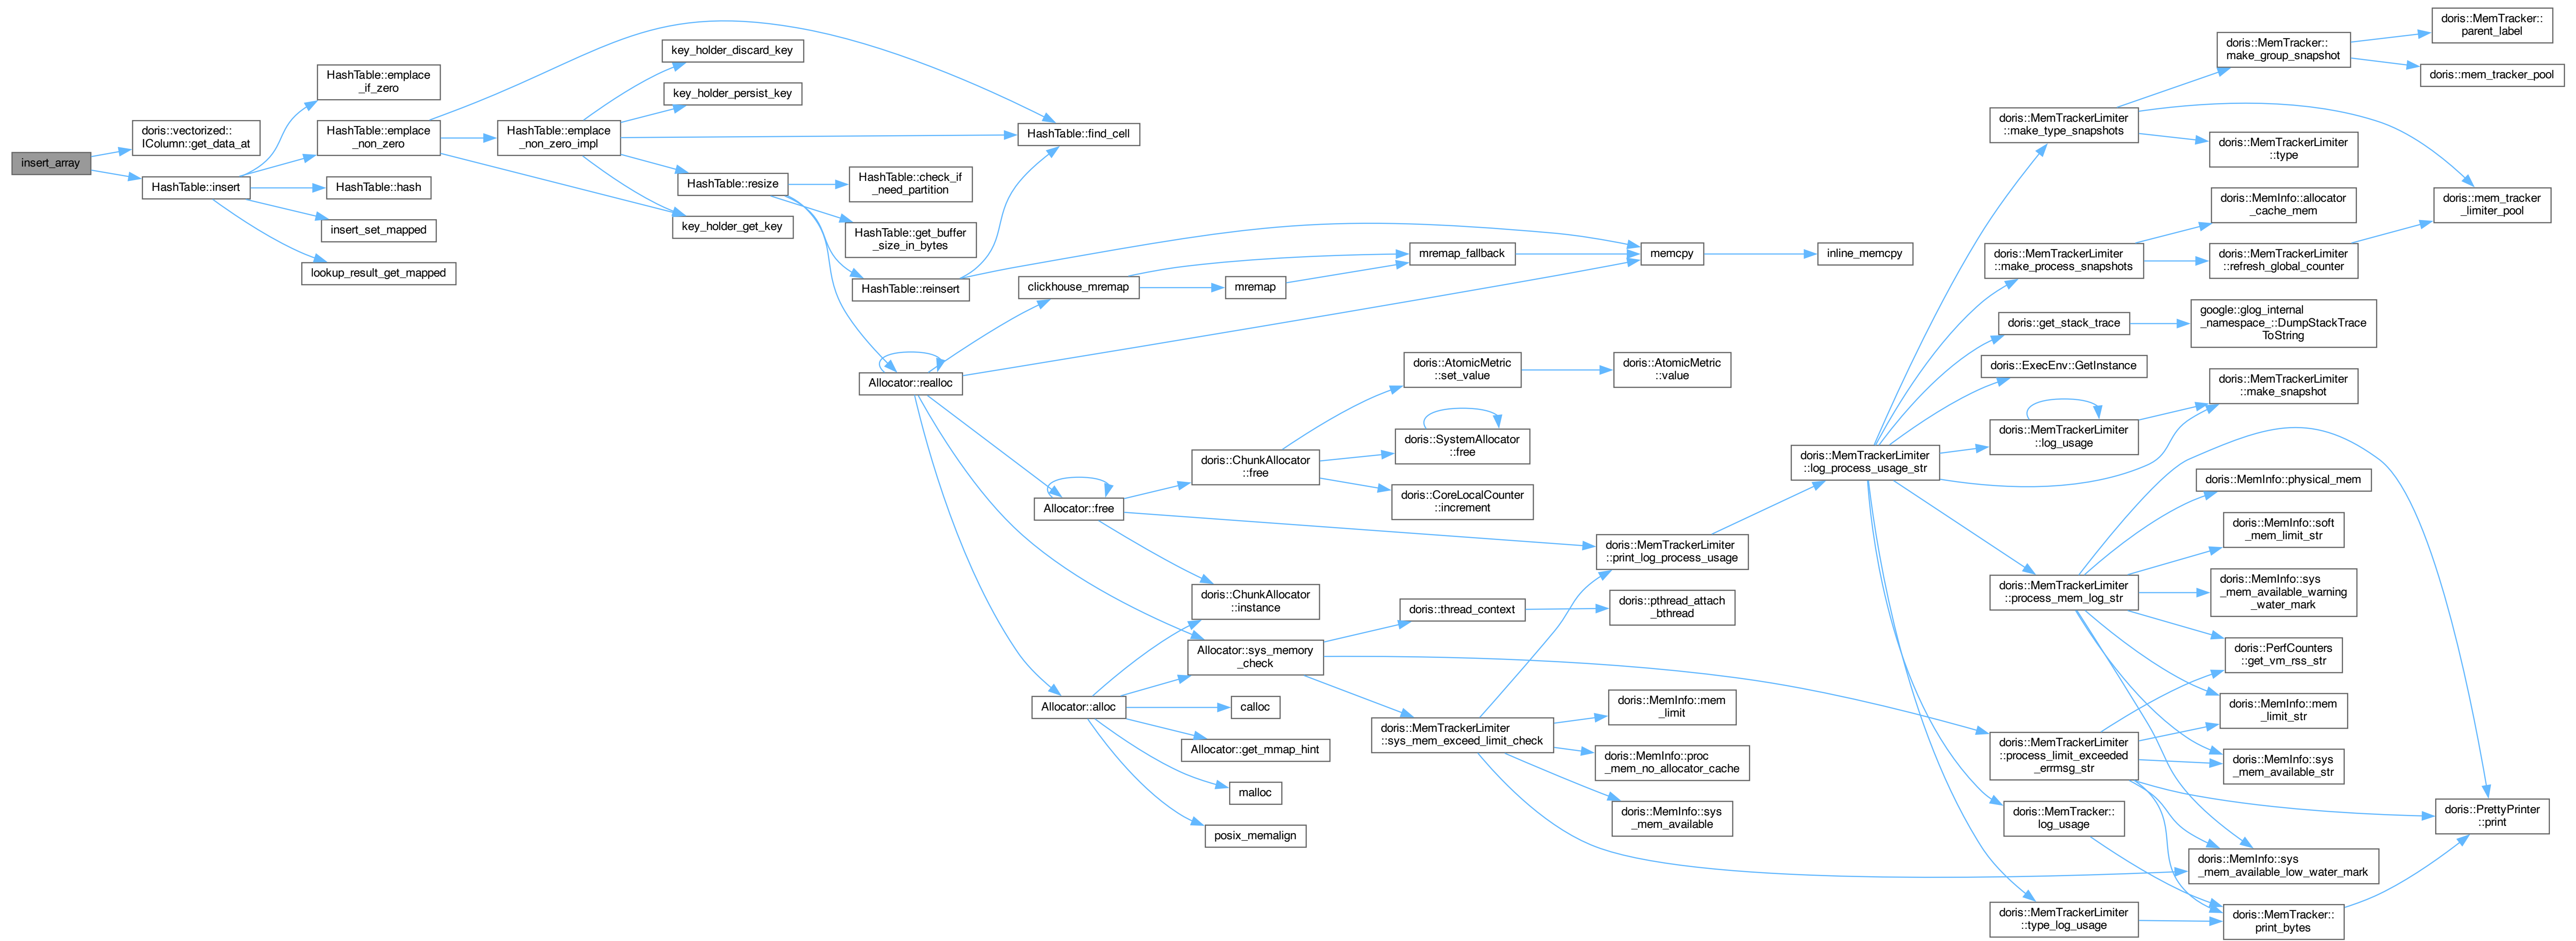 insert_array
doris::vectorized::
IColumn::get_data_at
HashTable::insert
HashTable::emplace
_if_zero
HashTable::emplace
_non_zero
HashTable::hash
insert_set_mapped
lookup_result_get_mapped
HashTable::emplace
_non_zero_impl
key_holder_discard_key
key_holder_persist_key
HashTable::resize
key_holder_get_key
HashTable::find_cell
HashTable::check_if
_need_partition
HashTable::get_buffer
_size_in_bytes
HashTable::reinsert
Allocator::realloc
clickhouse_mremap
mremap
mremap_fallback
memcpy
inline_memcpy
Allocator::free
Allocator::alloc
doris::ChunkAllocator
::free
doris::ChunkAllocator
::instance
Allocator::sys_memory
_check
calloc
Allocator::get_mmap_hint
malloc
posix_memalign
doris::AtomicMetric
::set_value
doris::AtomicMetric
::value
doris::SystemAllocator
::free
doris::CoreLocalCounter
::increment
doris::thread_context
doris::pthread_attach
_bthread
doris::MemTrackerLimiter
::sys_mem_exceed_limit_check
doris::MemTrackerLimiter
::print_log_process_usage
doris::MemInfo::mem
_limit
doris::MemInfo::proc
_mem_no_allocator_cache
doris::MemInfo::sys
_mem_available
doris::MemTrackerLimiter
::log_process_usage_str
doris::MemTrackerLimiter
::make_type_snapshots
doris::MemTrackerLimiter
::make_process_snapshots
doris::get_stack_trace
doris::ExecEnv::GetInstance
doris::MemTrackerLimiter
::log_usage
doris::MemTrackerLimiter
::process_mem_log_str
doris::MemTrackerLimiter
::process_limit_exceeded
_errmsg_str
doris::MemTracker::
log_usage
doris::MemTrackerLimiter
::type_log_usage
doris::MemTracker::
make_group_snapshot
doris::MemTrackerLimiter
::type
doris::MemInfo::allocator
_cache_mem
doris::MemTrackerLimiter
::refresh_global_counter
google::glog_internal
_namespace_::DumpStackTrace
ToString
doris::MemTrackerLimiter
::make_snapshot
doris::MemInfo::physical_mem
doris::MemInfo::soft
_mem_limit_str
doris::MemInfo::sys
_mem_available_warning
_water_mark
doris::PerfCounters
::get_vm_rss_str
doris::MemInfo::mem
_limit_str
doris::MemInfo::sys
_mem_available_str
doris::MemInfo::sys
_mem_available_low_water_mark
doris::MemTracker::
print_bytes
doris::MemTracker::
parent_label
doris::mem_tracker_pool
doris::mem_tracker
_limiter_pool
doris::PrettyPrinter
::print